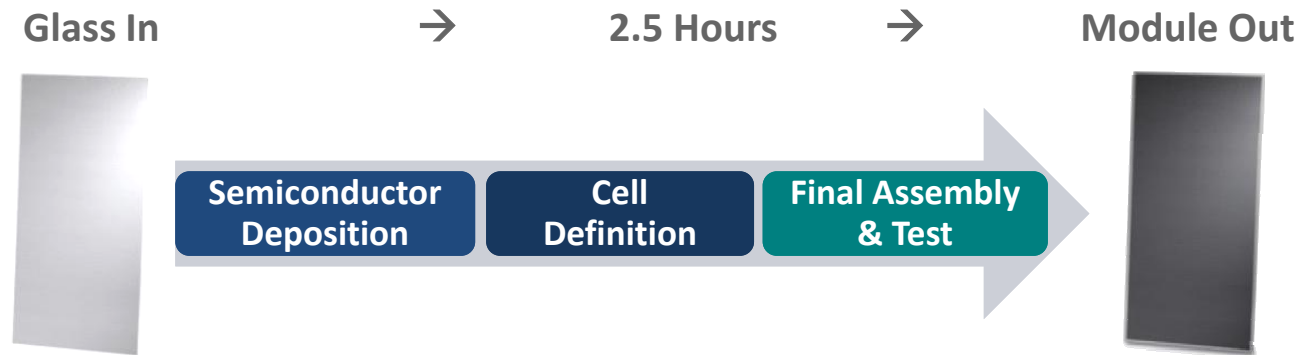 Glass In → 2.5 Hours → Module Out
Semiconductor
Deposition
Cell
Definition
Final Assembly
& Test